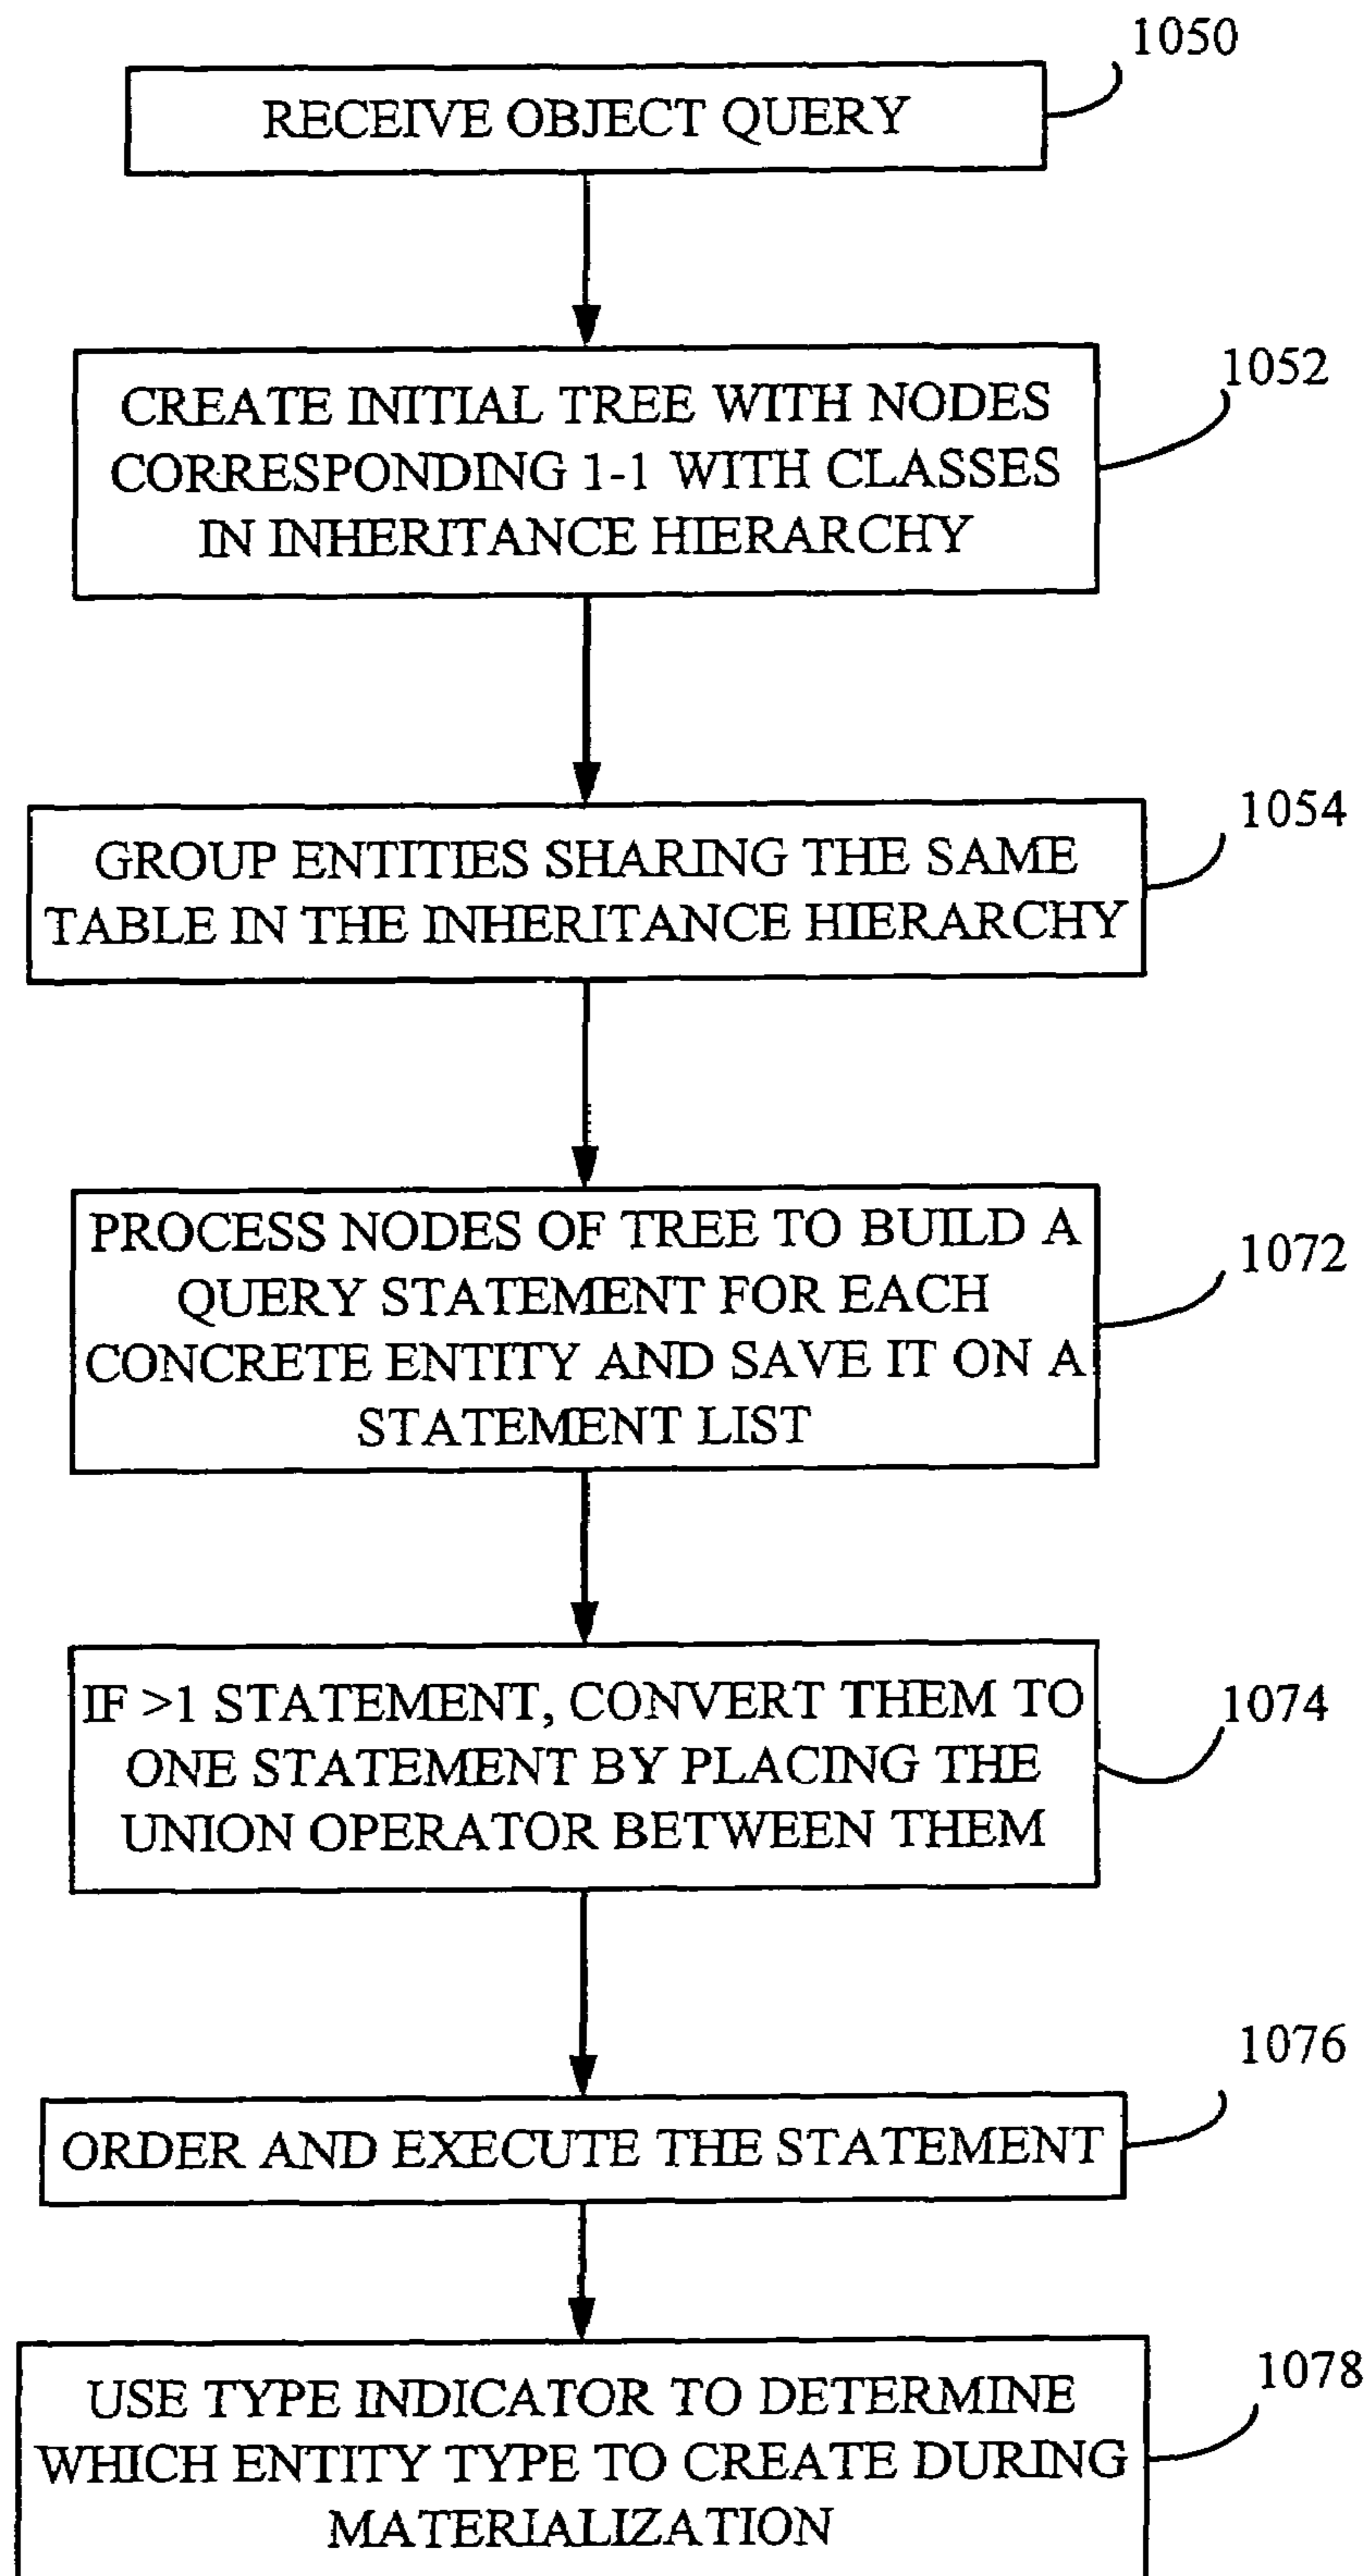 1050
RECEIVE OBJECT QUERY
1052
CREATE INITIAL TREE WITH NODES
CORRESPONDING 1-1 WITH CLASSES
IN INHERITANCE HIERARCHY
1054
GROUP ENTITIES SHARING THE SAME
TABLE IN THE INHERITANCE HIERARCHY
PROCESS NODES OF TREE TO BUILD A
1072
QUERY STATEMENT FOR EACH
CONCRETE ENTITY AND SAVE IT ON A
STATEMENT LIST
IF >1 STATEMENT, CONVERT THEM TO
1074
ONE STATEMENT BY PLACING THE
UNION OPERATOR BETWEEN THEM
1076
ORDER AND EXECUTE THE STATEMENT
1078
USE TYPE INDICATOR TO DETERMINE
WHICH ENTITY TYPE TO CREATE DURING
MATERIALIZATION